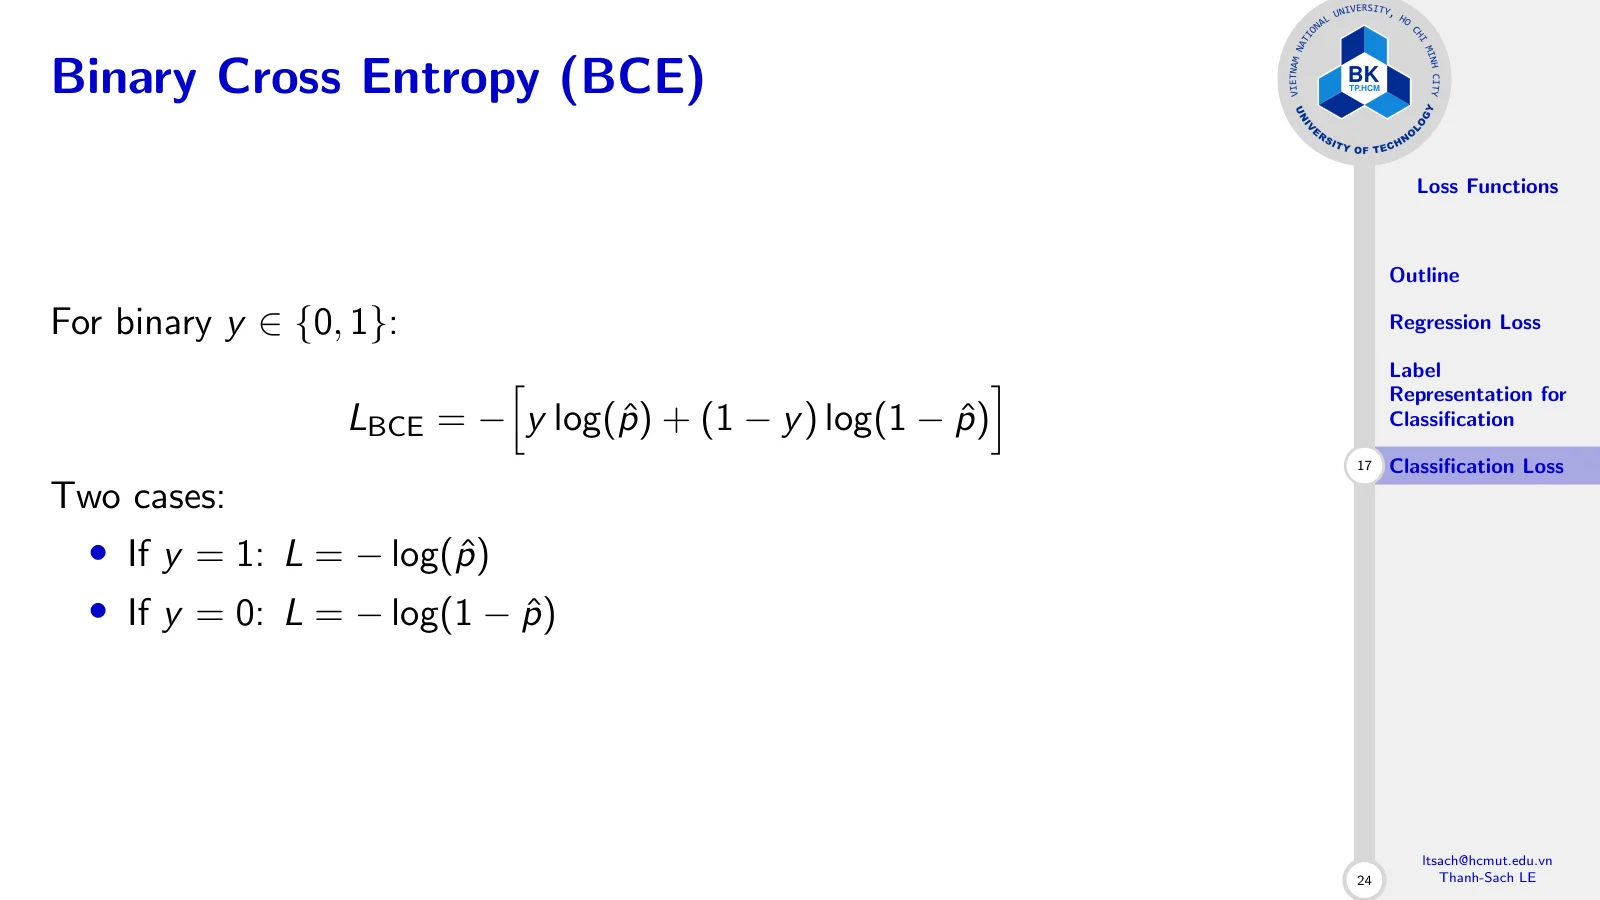 Binary Cross Entropy (BCE)
For binary y ∈ {0, 1}:
L_BCE = −[y log(p̂) + (1 − y) log(1 − p̂)]
Two cases:
• If y = 1: L = − log(p̂)
• If y = 0: L = − log(1 − p̂)
VIETNAM NATIONAL UNIVERSITY, HO CHI MINH CITY
BK
TP.HCM
UNIVERSITY OF TECHNOLOGY
Loss Functions
Outline
Regression Loss
Label
Representation for
Classification
17 Classification Loss
ltsach@hcmut.edu.vn
Thanh-Sach LE
24